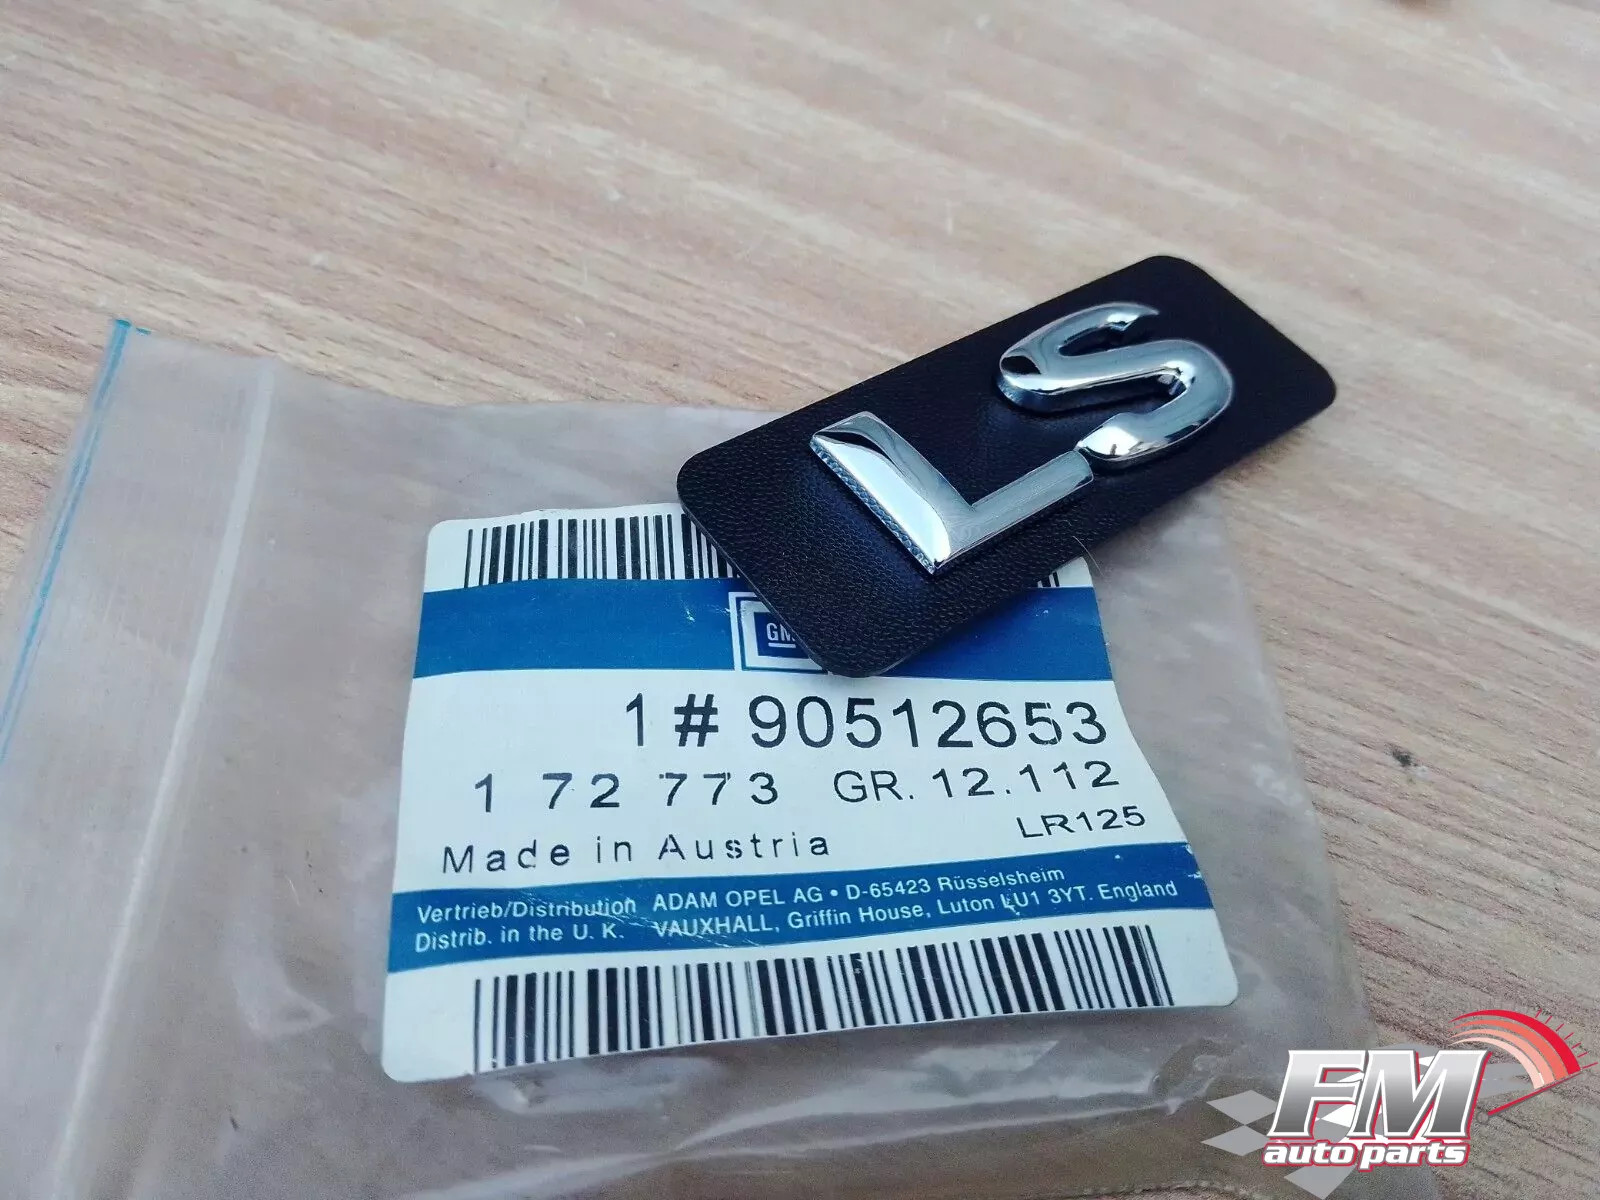 LS
GM
1 # 90512653
1 72 773 GR. 12.112
LR125
Made in Austria
Vertrieb/Distribution ADAM OPEL AG • D-65423 Rüsselsheim
Distrib. in the U. K. VAUXHALL, Griffin House, Luton LU1 3YT. England
FM
auto parts